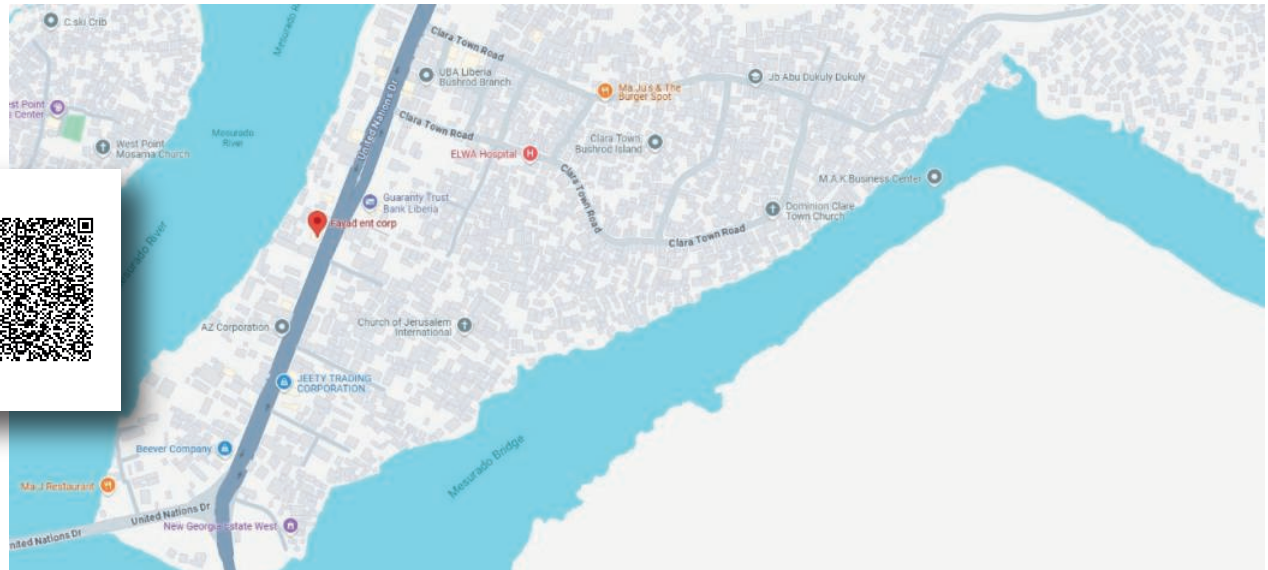 C.ski Crib
Mesurado R
Clara Town Road
UBA Liberia
Bushrod Branch
Jb Abu Dukuly Dukuly
Ma Ju's & The
Burger Spot
est Point
Center
Mesurado
River
West Point
Mosama Church
United Nations Dr
Clara Town Road
ELWA Hospital
Clara Town,
Bushrod Island
Clara Town Road
M.A.K Business Center
Guaranty Trust
Bank Liberia
Fayad ent corp
Dominion Clare
Town Church
Clara Town Road
surado River
AZ Corporation
Church of Jerusalem
International
JEETY TRADING
CORPORATION
Beever Company
Mesurado Bridge
Ma J Restaurant
United Nations Dr
New Georgia Estate West
nited Nations Dr